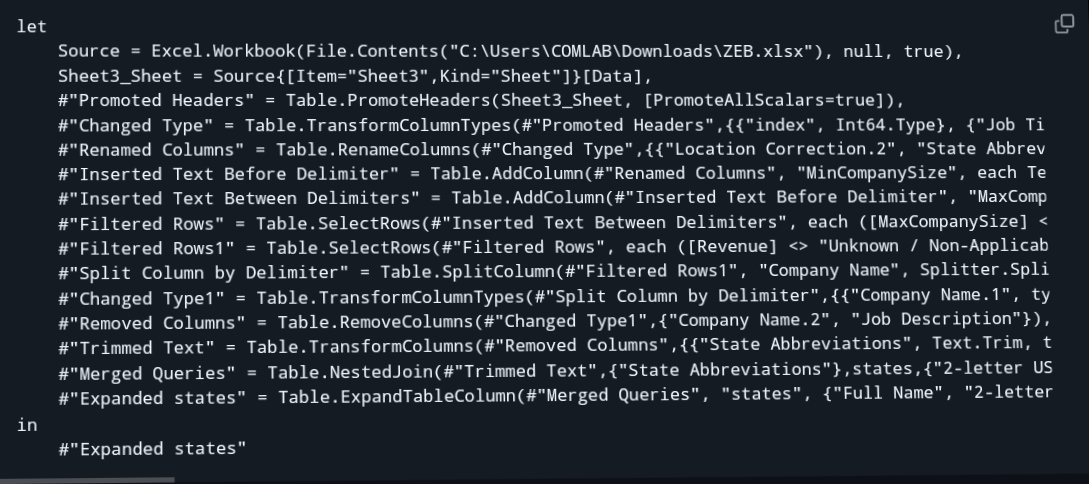 let
    Source = Excel.Workbook(File.Contents("C:\Users\COMLAB\Downloads\ZEB.xlsx"), null, true),
    Sheet3_Sheet = Source{[Item="Sheet3",Kind="Sheet"]}[Data],
    #"Promoted Headers" = Table.PromoteHeaders(Sheet3_Sheet, [PromoteAllScalars=true]),
    #"Changed Type" = Table.TransformColumnTypes(#"Promoted Headers",{{"index", Int64.Type}, {"Job Ti
    #"Renamed Columns" = Table.RenameColumns(#"Changed Type",{{"Location Correction.2", "State Abbrev
    #"Inserted Text Before Delimiter" = Table.AddColumn(#"Renamed Columns", "MinCompanySize", each Te
    #"Inserted Text Between Delimiters" = Table.AddColumn(#"Inserted Text Before Delimiter", "MaxComp
    #"Filtered Rows" = Table.SelectRows(#"Inserted Text Between Delimiters", each ([MaxCompanySize] <
    #"Filtered Rows1" = Table.SelectRows(#"Filtered Rows", each ([Revenue] <> "Unknown / Non-Applicab
    #"Split Column by Delimiter" = Table.SplitColumn(#"Filtered Rows1", "Company Name", Splitter.Spli
    #"Changed Type1" = Table.TransformColumnTypes(#"Split Column by Delimiter",{{"Company Name.1", ty
    #"Removed Columns" = Table.RemoveColumns(#"Changed Type1",{"Company Name.2", "Job Description"}),
    #"Trimmed Text" = Table.TransformColumns(#"Removed Columns",{{"State Abbreviations", Text.Trim, t
    #"Merged Queries" = Table.NestedJoin(#"Trimmed Text",{"State Abbreviations"},states,{"2-letter US
    #"Expanded states" = Table.ExpandTableColumn(#"Merged Queries", "states", {"Full Name", "2-letter
in
    #"Expanded states"